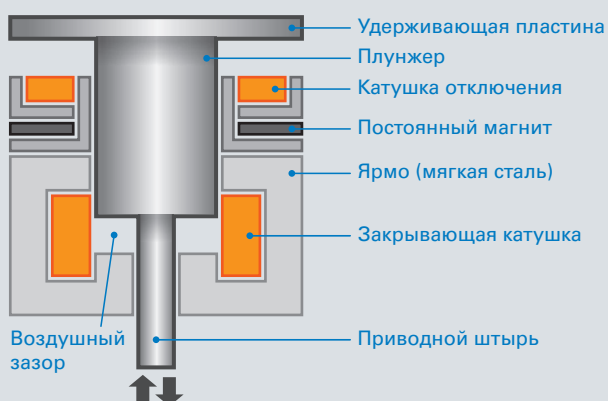 Удерживающая пластина
Плунжер
Катушка отключения
Постоянный магнит
Ярмо (мягкая сталь)
Закрывающая катушка
Воздушный
зазор
Приводной штырь